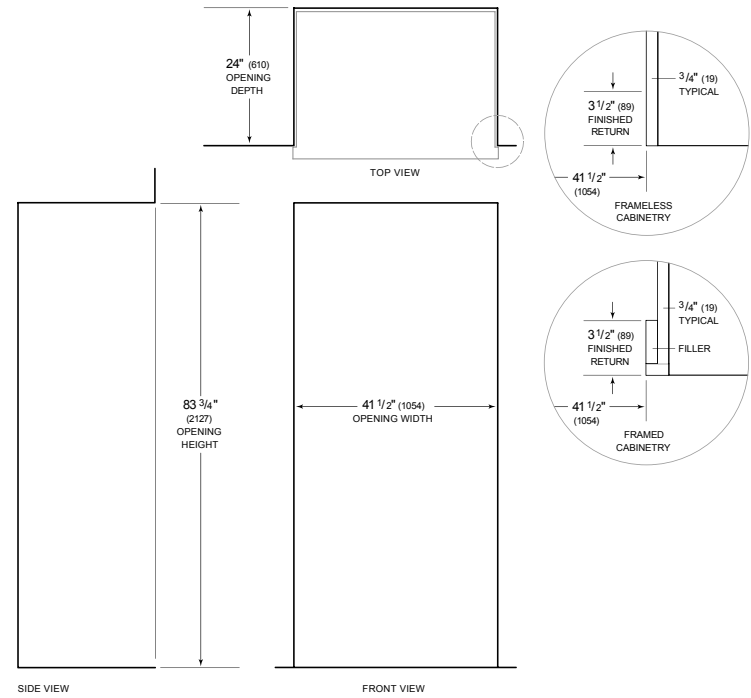 24" (610)
OPENING
DEPTH
TOP VIEW
3/4" (19)
TYPICAL
3 1/2" (89)
FINISHED
RETURN
41 1/2"
(1054)
FRAMELESS
CABINETRY
3/4" (19)
TYPICAL
3 1/2" (89)
FINISHED
RETURN
FILLER
41 1/2"
(1054)
FRAMED
CABINETRY
83 3/4"
(2127)
OPENING
HEIGHT
41 1/2" (1054)
OPENING WIDTH
SIDE VIEW
FRONT VIEW